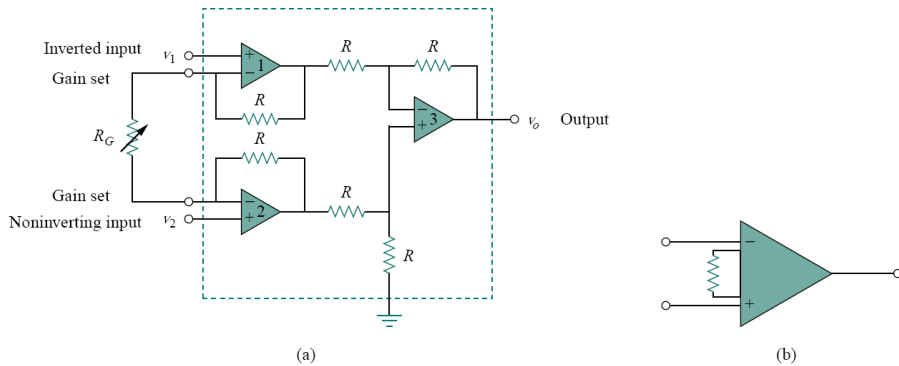 Inverted input v1 + 1 R R
Gain set −
R
− 3 vo Output
+
RG
R
Gain set − 2 R
Noninverting input v2 +
R
−
+
(a) (b)